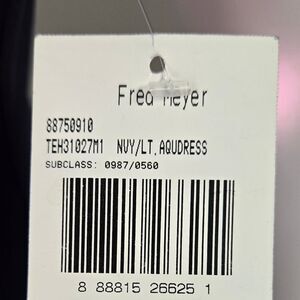 Fred Meyer
88750910
TEH31027M1 NVY/LT.AQUDRESS
SUBCLASS: 0987/0560
8 88815 26625 1